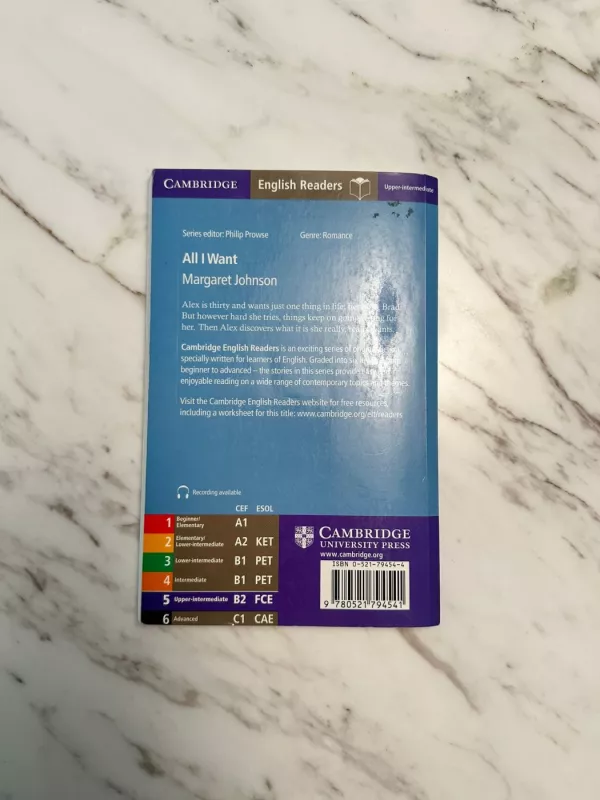 CAMBRIDGE English Readers Upper-intermediate
Series editor: Philip Prowse Genre: Romance
All I Want
Margaret Johnson
Alex is thirty and wants just one thing in life: Brad.
But however hard she tries, things keep on going for
her. Then Alex discovers what it is she really wants.
Cambridge English Readers is an exciting series of
specially written for learners of English. Graded into
beginner to advanced – the stories in this series provide
enjoyable reading on a wide range of contemporary topics and themes.
Visit the Cambridge English Readers website for free resources,
including a worksheet for this title: www.cambridge.org/elt/readers
Recording available
CEF ESOL
1 Beginner/Elementary A1
2 Elementary/Lower-intermediate A2 KET
3 Lower-intermediate B1 PET
4 Intermediate B1 PET
5 Upper-intermediate B2 FCE
6 Advanced C1 CAE
CAMBRIDGE
UNIVERSITY PRESS
www.cambridge.org
ISBN 0-521-79454-4
9 780521 794541